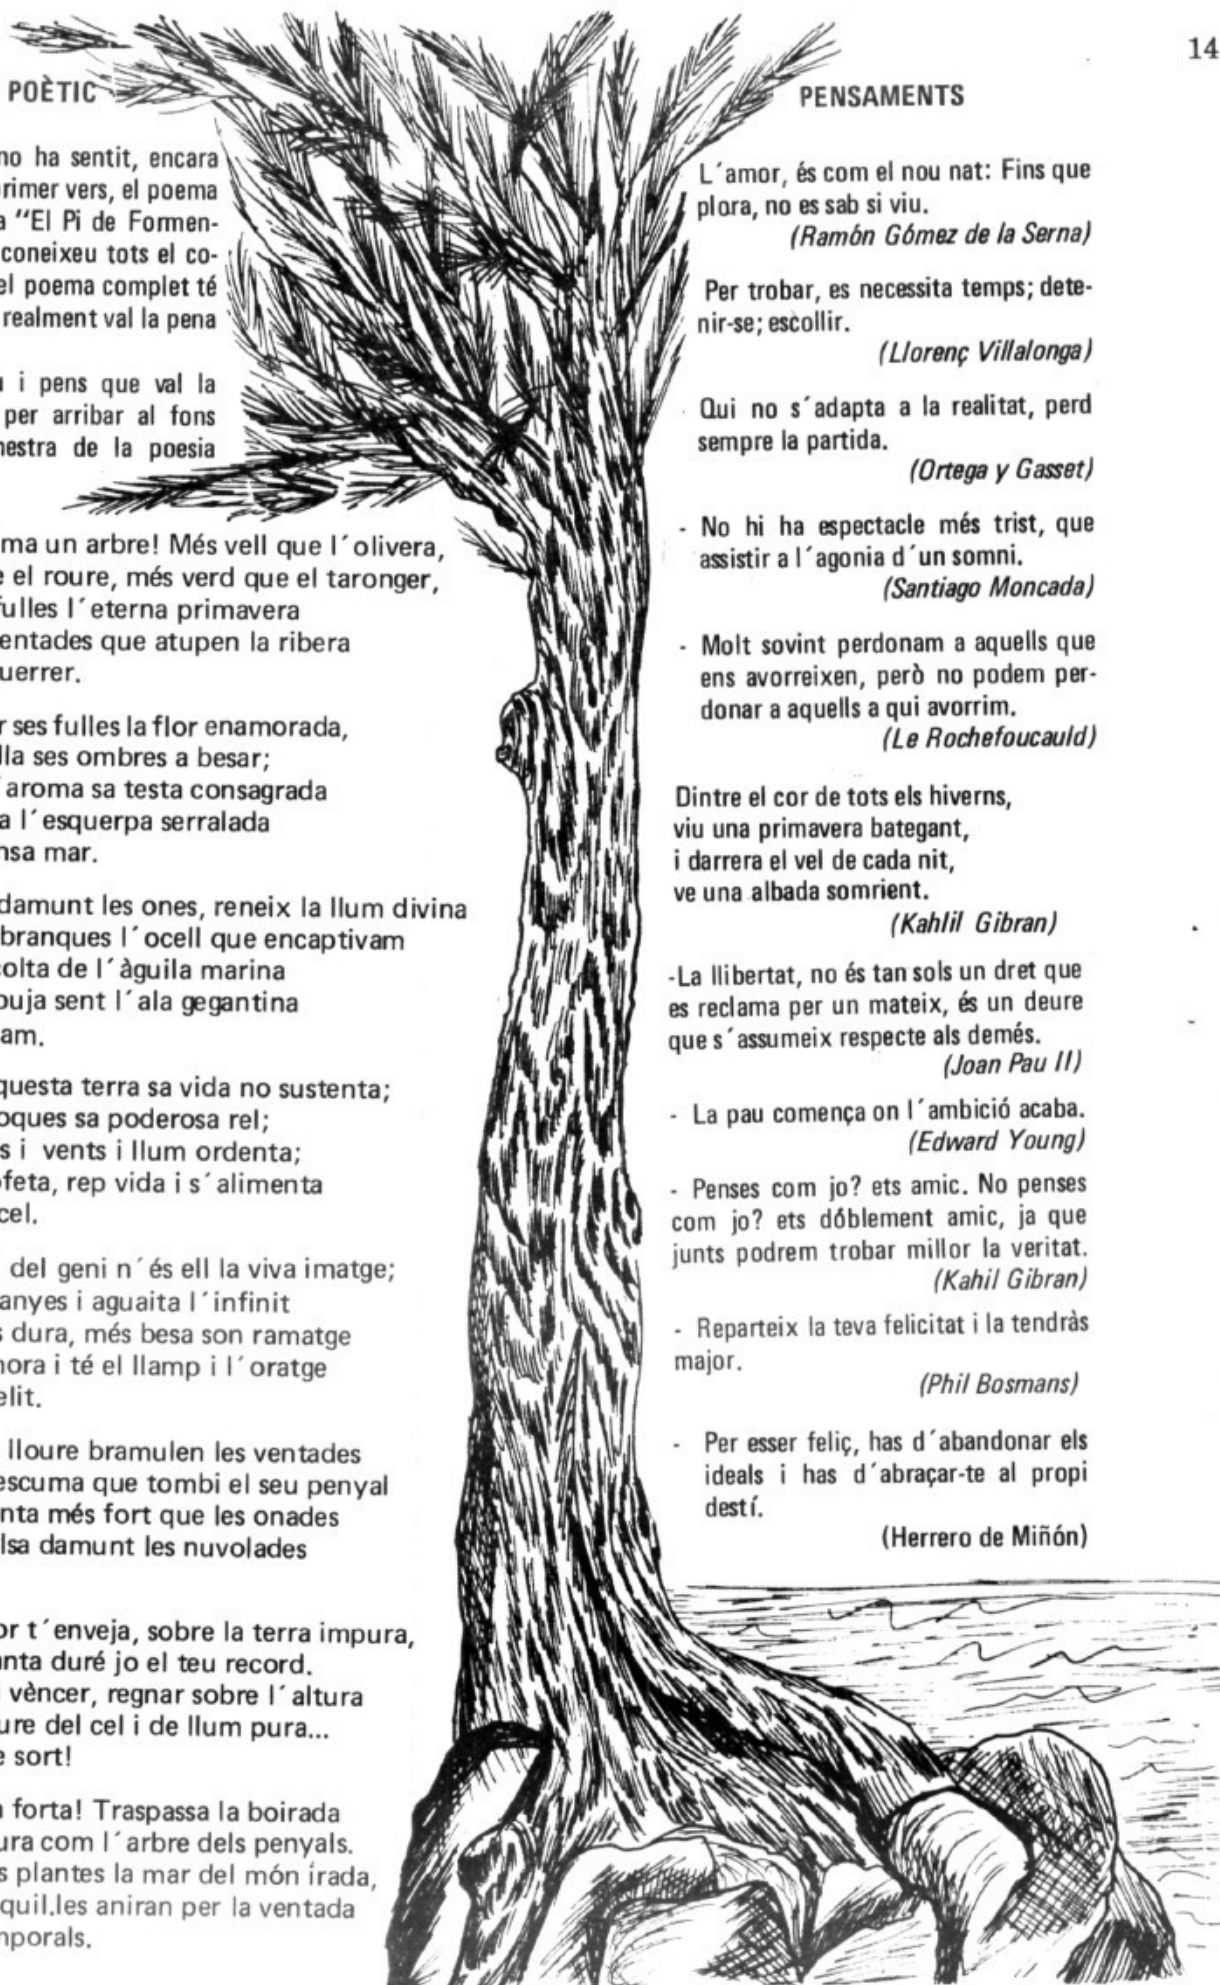 14
POÈTIC
no ha sentit, encara
rimer vers, el poema
a "El Pi de Formen-
coneixeu tots el co-
el poema complet té
realment val la pena
i pens que val la
per arribar al fons
nestra de la poesia
ma un arbre! Més vell que l´olivera,
e el roure, més verd que el taronger,
fulles l´eterna primavera
entades que atupen la ribera
uerrer.
r ses fulles la flor enamorada,
lla ses ombres a besar;
´aroma sa testa consagrada
a l´esquerpa serralada
nsa mar.
damunt les ones, reneix la llum divina
branques l´ocell que encaptivam
colta de l´àguila marina
puja sent l´ala gegantina
am.
questa terra sa vida no sustenta;
oques sa poderosa rel;
s i vents i llum ordenta;
feta, rep vida i s´alimenta
cel.
del geni n´és ell la viva imatge;
anyes i aguaita l´infinit
s dura, més besa son ramatge
nora i té el llamp i l´oratge
elit.
lloure bramulen les ventades
escuma que tombi el seu penyal
nta més fort que les onades
lsa damunt les nuvolades
or t´enveja, sobre la terra impura,
anta duré jo el teu record.
i vèncer, regnar sobre l´altura
ure del cel i de llum pura...
e sort!
a forta! Traspassa la boirada
ura com l´arbre dels penyals.
s plantes la mar del món írada,
quil.les aniran per la ventada
mporals.
PENSAMENTS
L´amor, és com el nou nat: Fins que
plora, no es sab si viu.
(Ramón Gómez de la Serna)
Per trobar, es necessita temps; dete-
nir-se; escollir.
(Llorenç Villalonga)
Qui no s´adapta a la realitat, perd
sempre la partida.
(Ortega y Gasset)
- No hi ha espectacle més trist, que
assistir a l´agonia d´un somni.
(Santiago Moncada)
- Molt sovint perdonam a aquells que
ens avorreixen, però no podem per-
donar a aquells a qui avorrim.
(Le Rochefoucauld)
Dintre el cor de tots els hiverns,
viu una primavera bategant,
i darrera el vel de cada nit,
ve una albada somrient.
(Kahlil Gibran)
-La llibertat, no és tan sols un dret que
es reclama per un mateix, és un deure
que s´assumeix respecte als demés.
(Joan Pau II)
- La pau comença on l´ambició acaba.
(Edward Young)
- Penses com jo? ets amic. No penses
com jo? ets dóblement amic, ja que
junts podrem trobar millor la veritat.
(Kahil Gibran)
- Reparteix la teva felicitat i la tendràs
major.
(Phil Bosmans)
- Per esser feliç, has d´abandonar els
ideals i has d´abraçar-te al propi
destí.
(Herrero de Miñón)